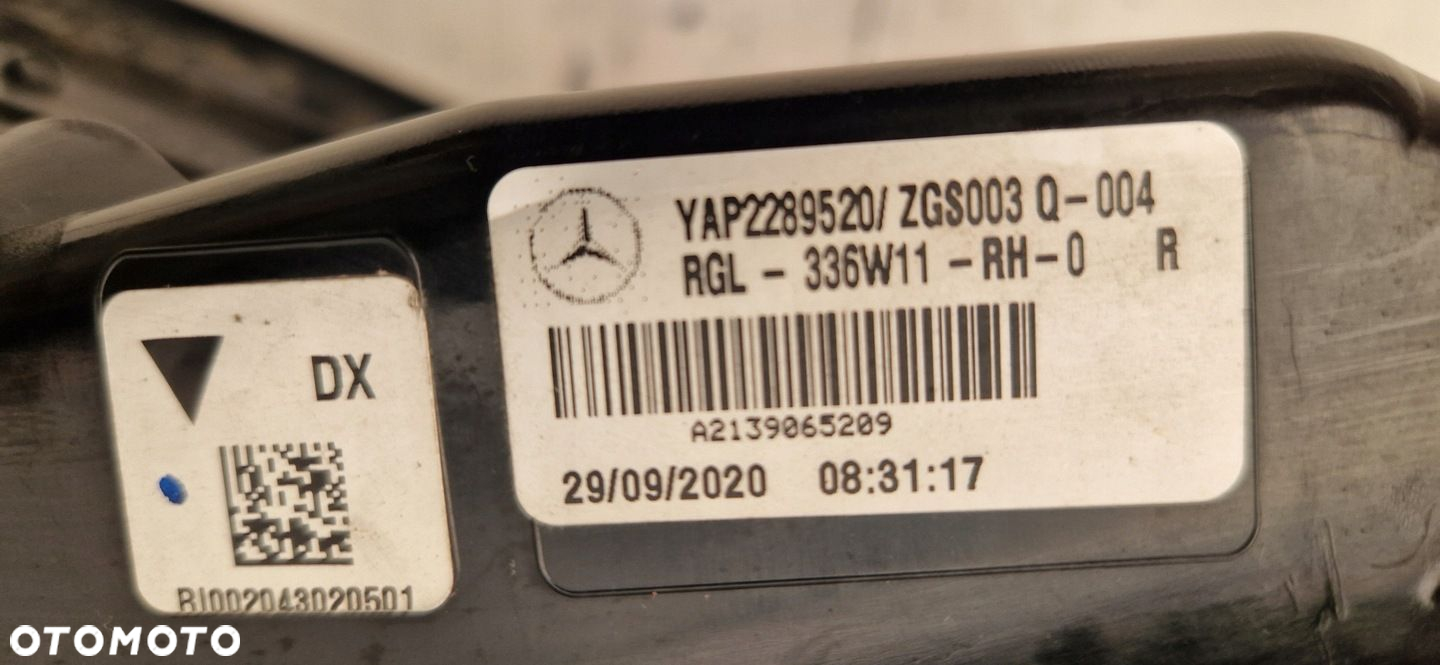 YAP2289520/ ZGS003 Q-004
RGL - 336W11 -RH-0 R
A2139065209
29/09/2020 08:31:17
DX
BI002043020501
OTOMOTO